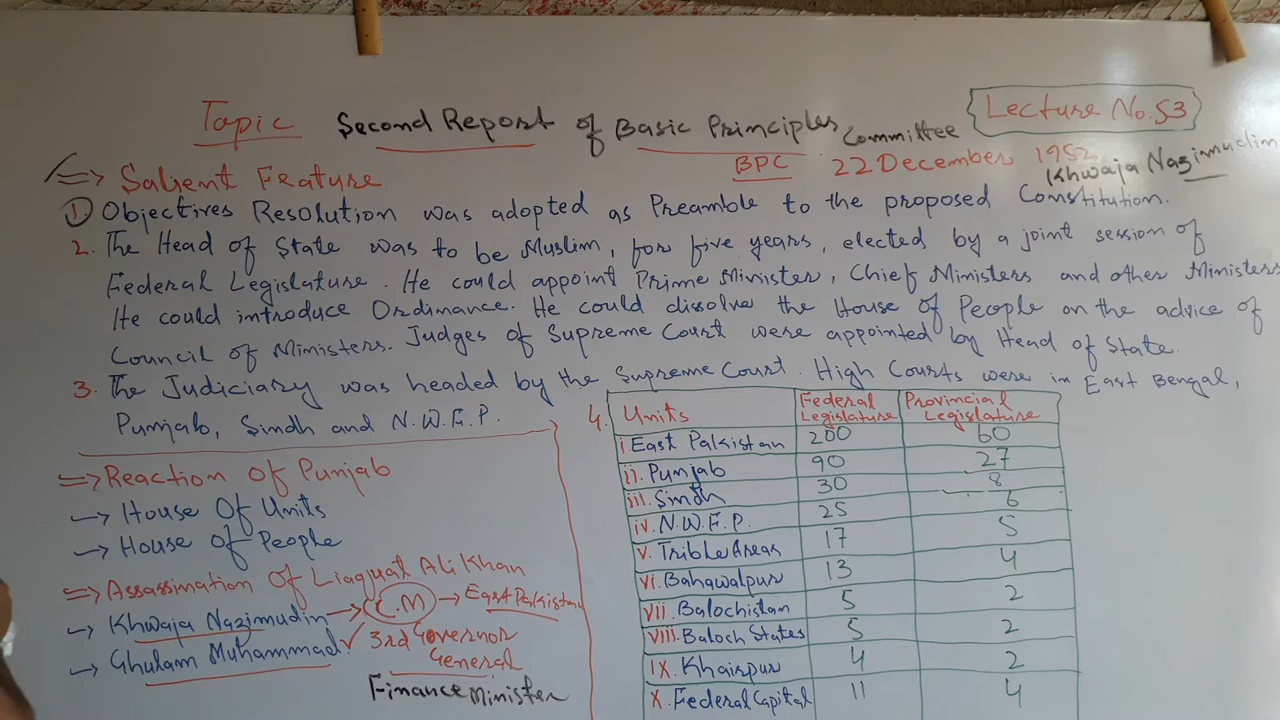 Lecture No.53
Topic Second Report of Basic Principles Committee
BPC 22 December 1952
Khwaja Nazimudin
=> Salient Feature
1 Objectives Resolution was adopted as Preamble to the proposed Constitution.
2. The Head of State was to be Muslim, for five years, elected by a joint session of
Federal Legislature. He could appoint Prime Minister, Chief Ministers and other Ministers
He could introduce Ordinance. He could dissolve the House of People on the advice of
Council of Ministers. Judges of Supreme Court were appointed by Head of State.
3. The Judiciary was headed by the Supreme Court. High Courts were in East Bengal,
Punjab, Sindh and N.W.F.P.
=> Reaction of Punjab
-> House Of Units
-> House of People
=> Assassination Of Liaquat Ali Khan
-> Khwaja Nazimudin -> C.M -> East Pakistan
-> Ghulam Muhammad ✓ 3rd Governor
General
Finance Minister
4. Units Federal Legislature Provincial Legislature
i. East Pakistan 200 60
ii. Punjab 90 27
iii. Sindh 30 8
iv. N.W.F.P. 25 6
v. Trible Areas 17 5
vi. Bahawalpur 13 4
vii. Balochistan 5 2
viii. Baloch States 5 2
ix. Khairpur 4 2
x. Federal Capital 11 4